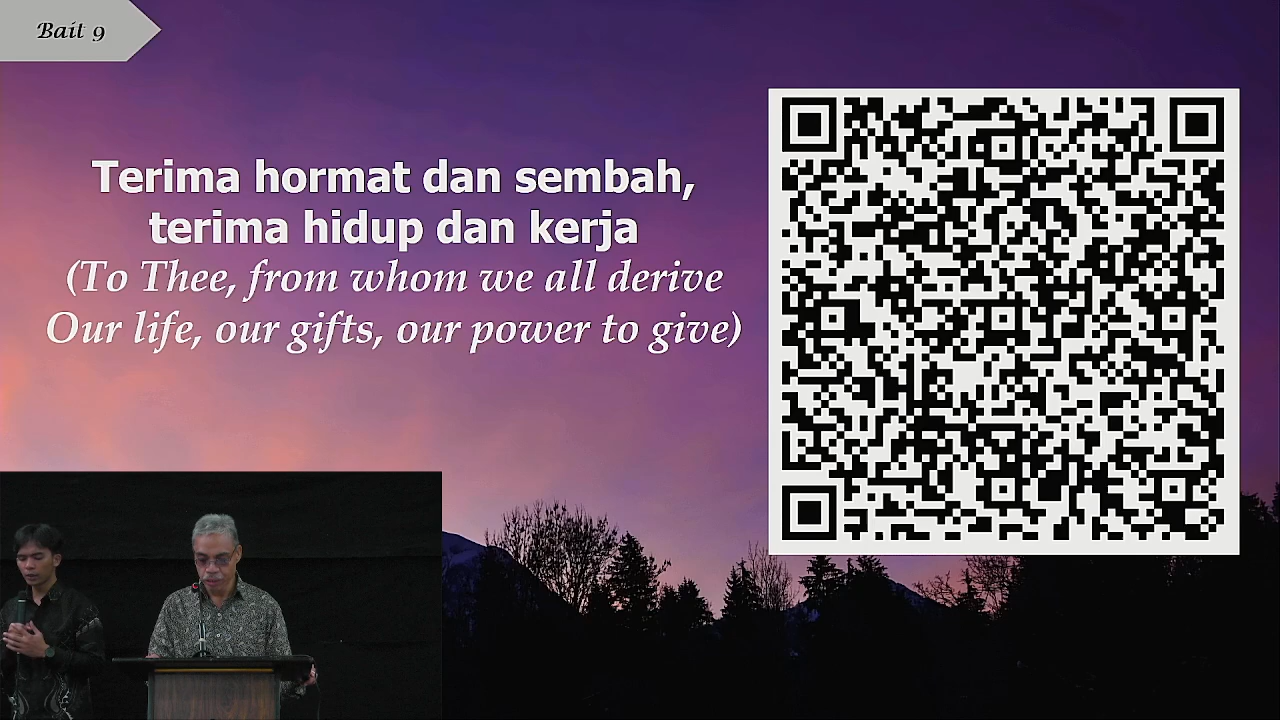 Bait 9
Terima hormat dan sembah,
terima hidup dan kerja
(To Thee, from whom we all derive
Our life, our gifts, our power to give)